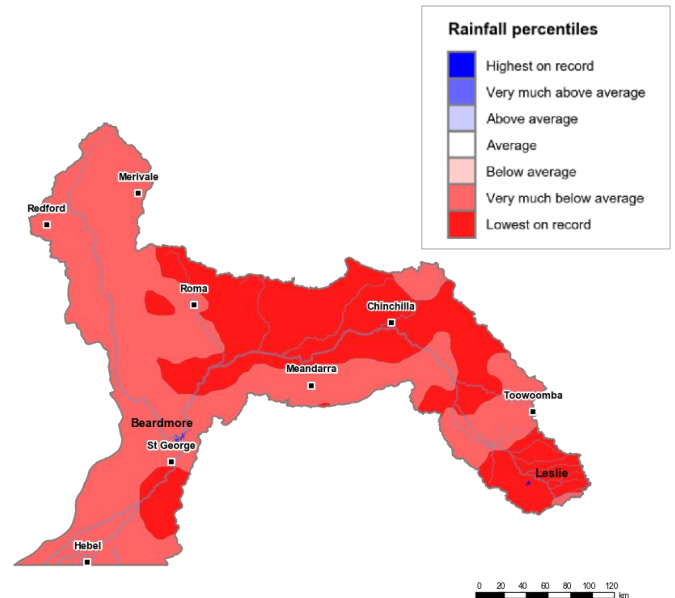 Rainfall percentiles
Highest on record
Very much above average
Above average
Average
Below average
Very much below average
Lowest on record
Merivale
Redford
Roma
Chinchilla
Meandarra
Toowoomba
Beardmore
St George
Leslie
Hebel
0 20 40 60 80 100 120
km